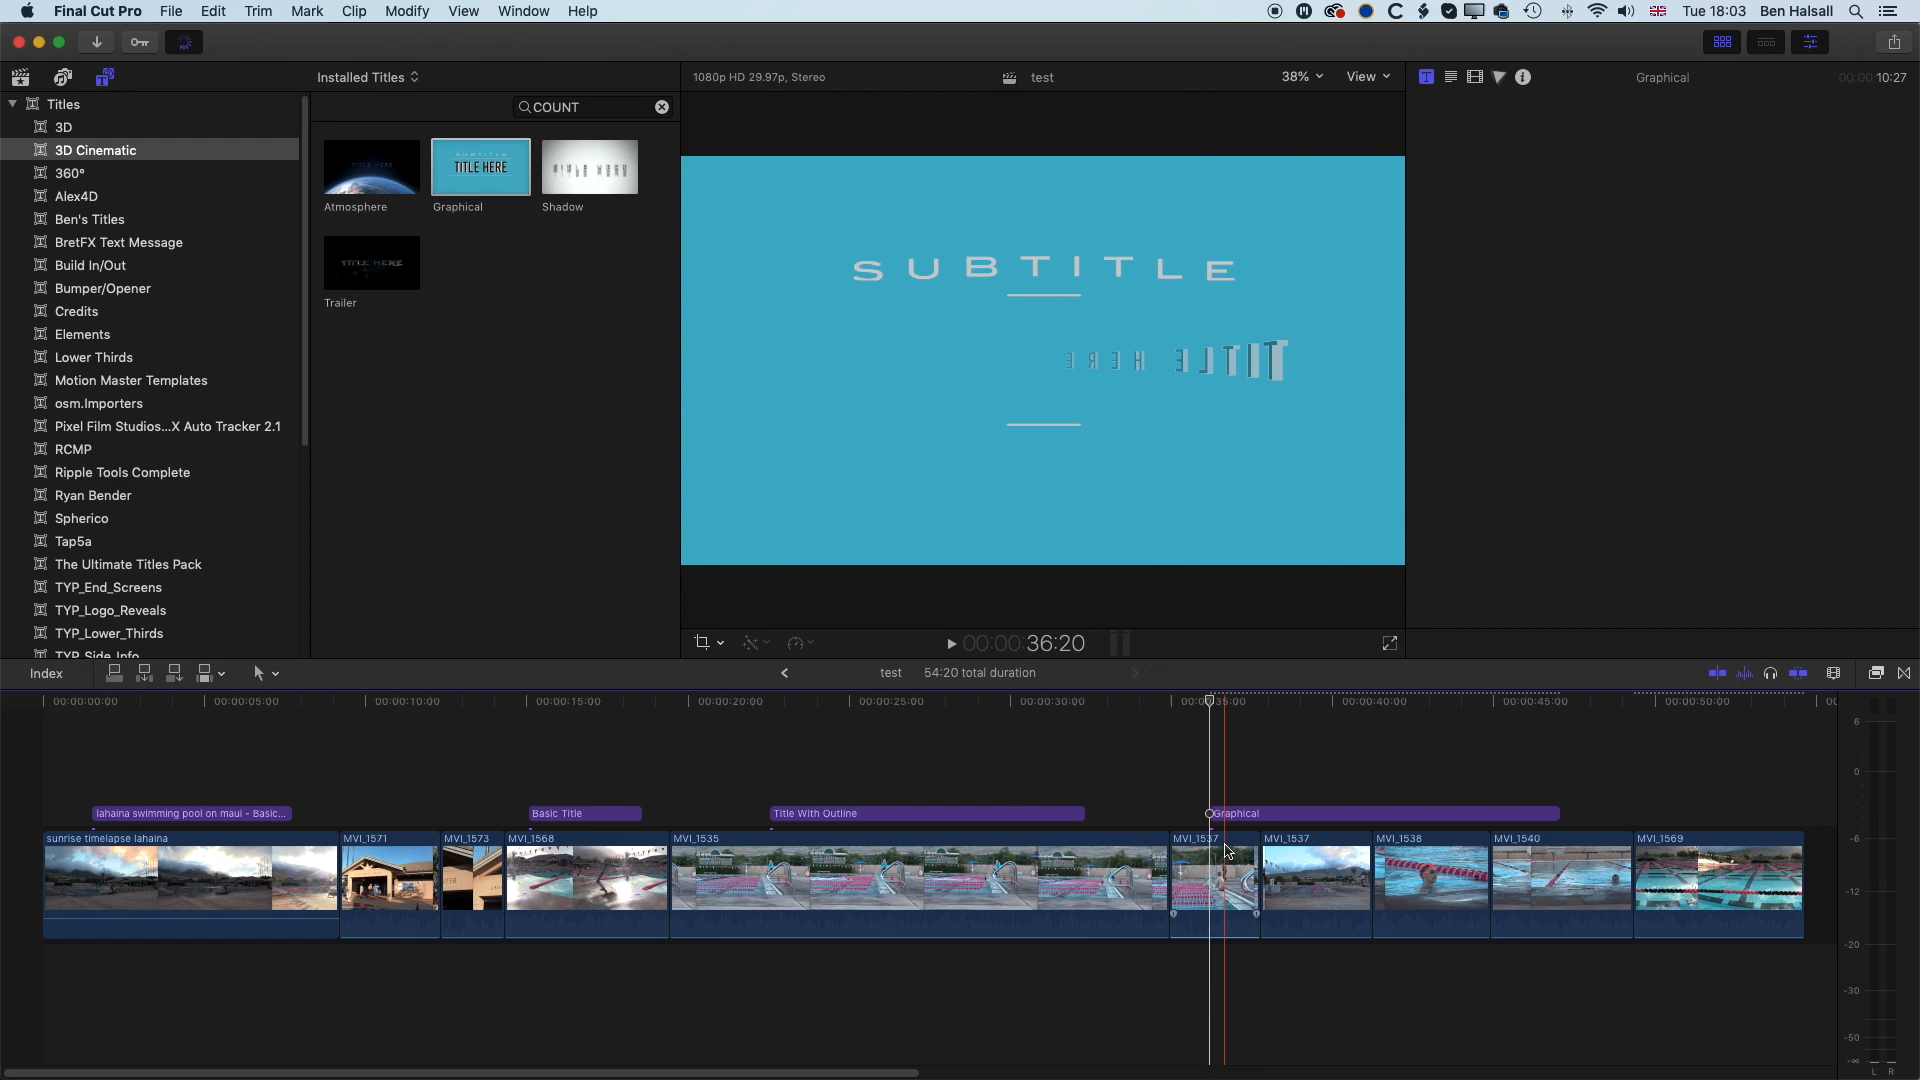 Final Cut Pro File Edit Trim Mark Clip Modify View Window Help Tue 18:03 Ben Halsall
Installed Titles
1080p HD 29.97p, Stereo test 38% View
Graphical 00:00:10:27
Titles
COUNT
3D
3D Cinematic
360°
Alex4D
Ben's Titles
BretFX Text Message
Build In/Out
Bumper/Opener
Credits
Elements
Lower Thirds
Motion Master Templates
osm.Importers
Pixel Film Studios...X Auto Tracker 2.1
RCMP
Ripple Tools Complete
Ryan Bender
Spherico
Tap5a
The Ultimate Titles Pack
TYP_End_Screens
TYP_Logo_Reveals
TYP_Lower_Thirds
TYP_Side_Info
TITLE HERE
Atmosphere
SUBTITLE
TITLE HERE
Graphical
TITLE HERE
Shadow
TITLE HERE
Trailer
SUBTITLE
TITLE HERE
00:00:36:20
Index test 54:20 total duration
00:00:00:00 00:00:05:00 00:00:10:00 00:00:15:00 00:00:20:00 00:00:25:00 00:00:30:00 00:00:35:00 00:00:40:00 00:00:45:00 00:00:50:00
lahaina swimming pool on maui - Basic... Basic Title Title With Outline Graphical
sunrise timelapse lahaina MVI_1571 MVI_1573 MVI_1568 MVI_1535 MVI_1537 MVI_1537 MVI_1538 MVI_1540 MVI_1569
6
0
-6
-12
-20
-30
-50
-∞
L R